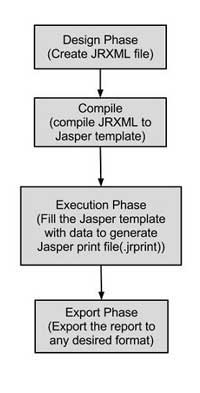 Design Phase
(Create JRXML file)
Compile
(compile JRXML to
Jasper template)
Execution Phase
(Fill the Jasper template
with data to generate
Jasper print file(.jrprint))
Export Phase
(Export the report to
any desired format)